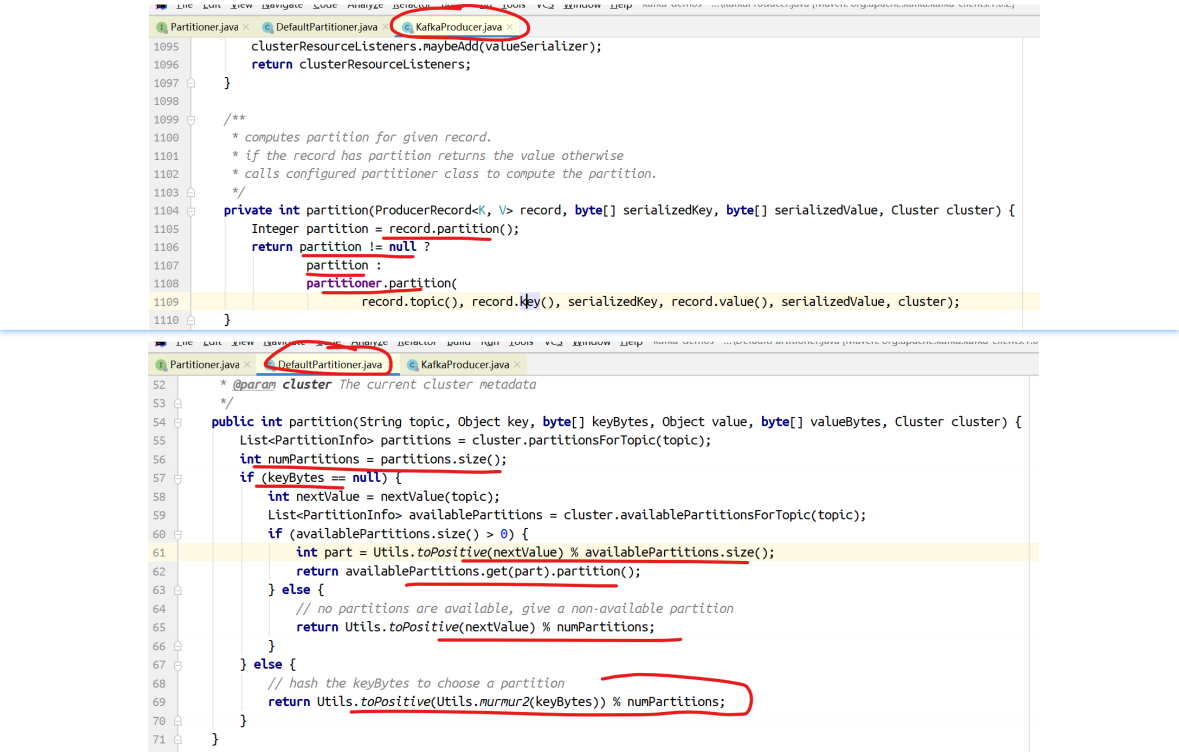 Partitioner.java × DefaultPartitioner.java × KafkaProducer.java ×
1095 clusterResourceListeners.maybeAdd(valueSerializer);
1096 return clusterResourceListeners;
1097 }
1098
1099 /**
1100 * computes partition for given record.
1101 * if the record has partition returns the value otherwise
1102 * calls configured partitioner class to compute the partition.
1103 */
1104 private int partition(ProducerRecord<K, V> record, byte[] serializedKey, byte[] serializedValue, Cluster cluster) {
1105 Integer partition = record.partition();
1106 return partition != null ?
1107 partition :
1108 partitioner.partition(
1109 record.topic(), record.key(), serializedKey, record.value(), serializedValue, cluster);
1110 }
Partitioner.java × DefaultPartitioner.java KafkaProducer.java ×
52 * @param cluster The current cluster metadata
53 */
54 public int partition(String topic, Object key, byte[] keyBytes, Object value, byte[] valueBytes, Cluster cluster) {
55 List<PartitionInfo> partitions = cluster.partitionsForTopic(topic);
56 int numPartitions = partitions.size();
57 if (keyBytes == null) {
58 int nextValue = nextValue(topic);
59 List<PartitionInfo> availablePartitions = cluster.availablePartitionsForTopic(topic);
60 if (availablePartitions.size() > 0) {
61 int part = Utils.toPositive(nextValue) % availablePartitions.size();
62 return availablePartitions.get(part).partition();
63 } else {
64 // no partitions are available, give a non-available partition
65 return Utils.toPositive(nextValue) % numPartitions;
66 }
67 } else {
68 // hash the keyBytes to choose a partition
69 return Utils.toPositive(Utils.murmur2(keyBytes)) % numPartitions;
70 }
71 }